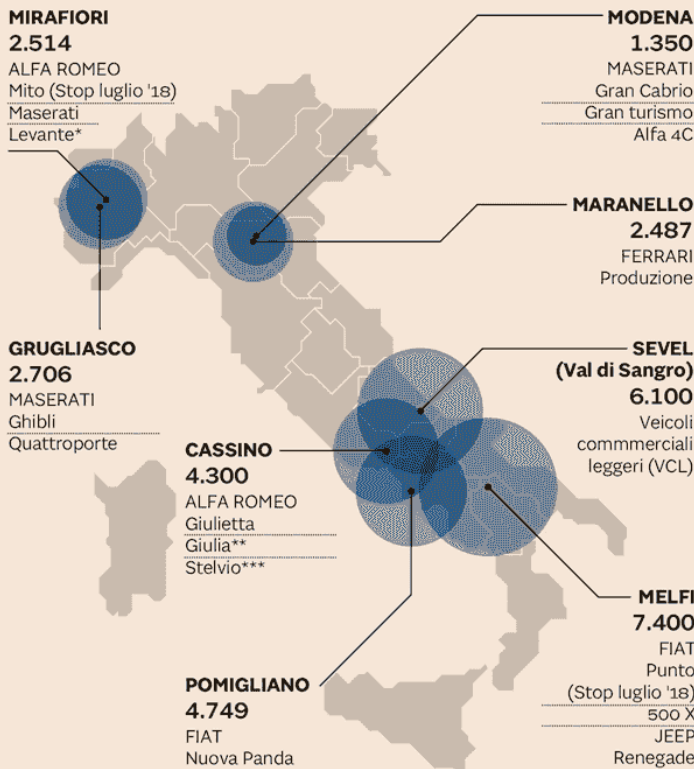 MIRAFIORI
2.514
ALFA ROMEO
Mito (Stop luglio '18)
Maserati
Levante*
MODENA
1.350
MASERATI
Gran Cabrio
Gran turismo
Alfa 4C
MARANELLO
2.487
FERRARI
Produzione
GRUGLIASCO
2.706
MASERATI
Ghibli
Quattroporte
SEVEL
(Val di Sangro)
6.100
Veicoli
commmerciali
leggeri (VCL)
CASSINO
4.300
ALFA ROMEO
Giulietta
Giulia**
Stelvio***
MELFI
7.400
FIAT
Punto
(Stop luglio '18)
500 X
JEEP
Renegade
POMIGLIANO
4.749
FIAT
Nuova Panda